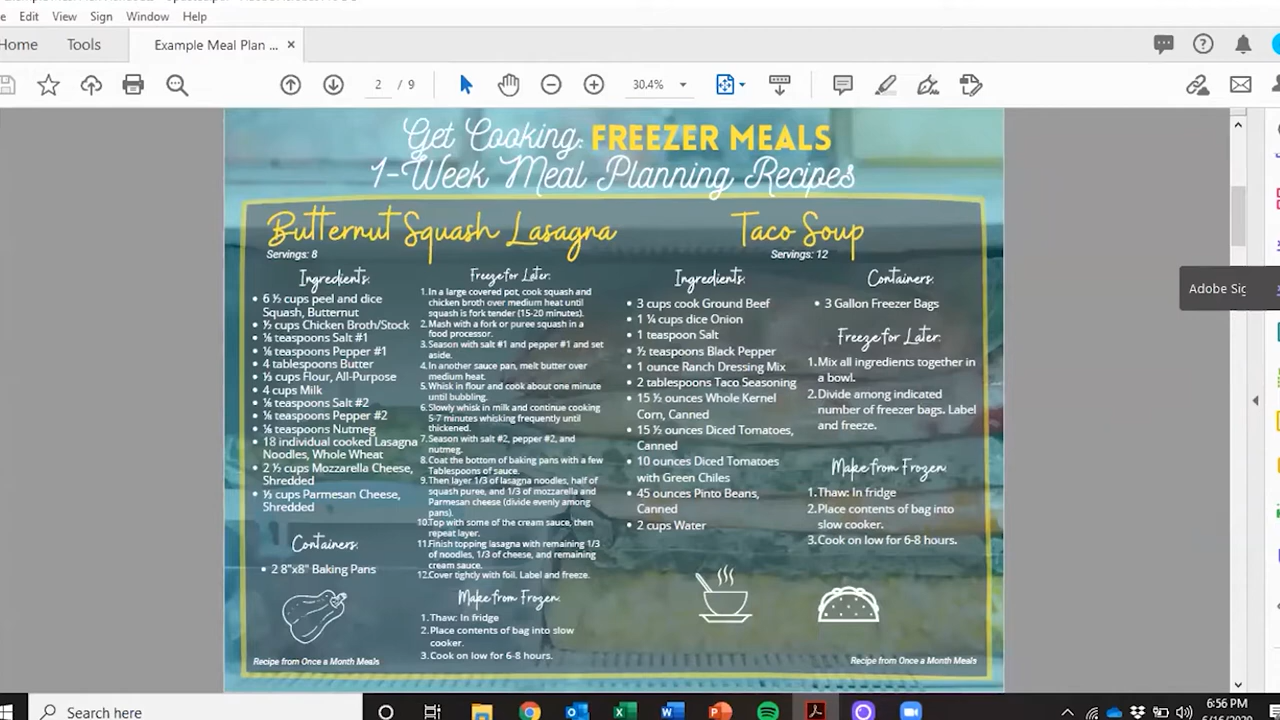 Edit View Sign Window Help
Home Tools Example Meal Plan ... ×
2 / 9 30.4%
Get Cooking: FREEZER MEALS
1-Week Meal Planning Recipes
Butternut Squash Lasagna
Servings: 8
Ingredients:
• 6 ½ cups peel and dice
Squash, Butternut
• ⅓ cups Chicken Broth/Stock
• ⅛ teaspoons Salt #1
• ⅛ teaspoons Pepper #1
• 4 tablespoons Butter
• ⅓ cups Flour, All-Purpose
• 4 cups Milk
• ⅛ teaspoons Salt #2
• ⅛ teaspoons Pepper #2
• ⅛ teaspoons Nutmeg
• 18 individual cooked Lasagna
Noodles, Whole Wheat
• 2 ½ cups Mozzarella Cheese,
Shredded
• ⅓ cups Parmesan Cheese,
Shredded
Containers:
• 2 8"x8" Baking Pans
Freeze for Later:
1.In a large covered pot, cook squash and
chicken broth over medium heat until
squash is fork tender (15-20 minutes).
2.Mash with a fork or puree squash in a
food processor.
3.Season with salt #1 and pepper #1 and set
aside.
4.In another sauce pan, melt butter over
medium heat.
5.Whisk in flour and cook about one minute
until bubbling.
6.Slowly whisk in milk and continue cooking
5-7 minutes whisking frequently until
thickened.
7.Season with salt #2, pepper #2, and
nutmeg.
8.Coat the bottom of baking pans with a few
Tablespoons of sauce.
9.Then layer 1/3 of lasagna noodles, half of
squash puree, and 1/3 of mozzarella and
Parmesan cheese (divide evenly among
pans).
10.Top with some of the cream sauce, then
repeat layer.
11.Finish topping lasagna with remaining 1/3
of noodles, 1/3 of cheese, and remaining
cream sauce.
12.Cover tightly with foil. Label and freeze.
Make from Frozen:
1.Thaw: In fridge
2.Place contents of bag into slow
cooker.
3.Cook on low for 6-8 hours.
Recipe from Once a Month Meals
Taco Soup
Servings: 12
Ingredients:
• 3 cups cook Ground Beef
• 1 ¼ cups dice Onion
• 1 teaspoon Salt
• ½ teaspoons Black Pepper
• 1 ounce Ranch Dressing Mix
• 2 tablespoons Taco Seasoning
• 15 ½ ounces Whole Kernel
Corn, Canned
• 15 ½ ounces Diced Tomatoes,
Canned
• 10 ounces Diced Tomatoes
with Green Chiles
• 45 ounces Pinto Beans,
Canned
• 2 cups Water
Containers:
• 3 Gallon Freezer Bags
Freeze for Later:
1.Mix all ingredients together in
a bowl.
2.Divide among indicated
number of freezer bags. Label
and freeze.
Make from Frozen:
1.Thaw: In fridge
2.Place contents of bag into
slow cooker.
3.Cook on low for 6-8 hours.
Recipe from Once a Month Meals
Adobe Sig
Search here
6:56 PM